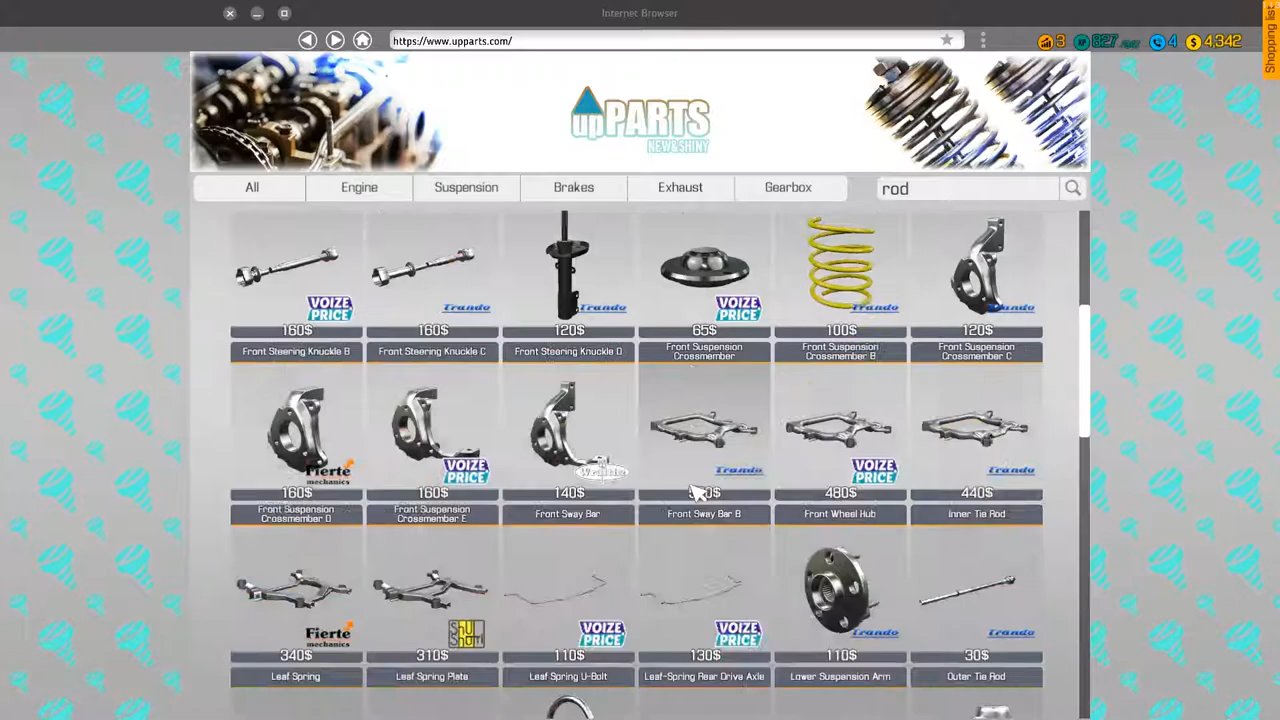 Internet Browser
https://www.upparts.com/
3
827
4
4,342
Shopping list
upPARTS
NEW&SHINY
All
Engine
Suspension
Brakes
Exhaust
Gearbox
rod
VOIZE PRICE
Trando
Trando
VOIZE PRICE
Trando
Trando
160$
160$
120$
65$
100$
120$
Front Steering Knuckle B
Front Steering Knuckle C
Front Steering Knuckle D
Front Suspension Crossmember
Front Suspension Crossmember B
Front Suspension Crossmember C
Fierte mechanics
VOIZE PRICE
Trando
VOIZE PRICE
Trando
160$
160$
140$
480$
440$
Front Suspension Crossmember D
Front Suspension Crossmember E
Front Sway Bar
Front Sway Bar B
Front Wheel Hub
Inner Tie Rod
Fierte mechanics
Shu Shu
VOIZE PRICE
VOIZE PRICE
Trando
Trando
340$
310$
110$
130$
110$
30$
Leaf Spring
Leaf Spring Plate
Leaf Spring U-Bolt
Leaf-Spring Rear Drive Axle
Lower Suspension Arm
Outer Tie Rod